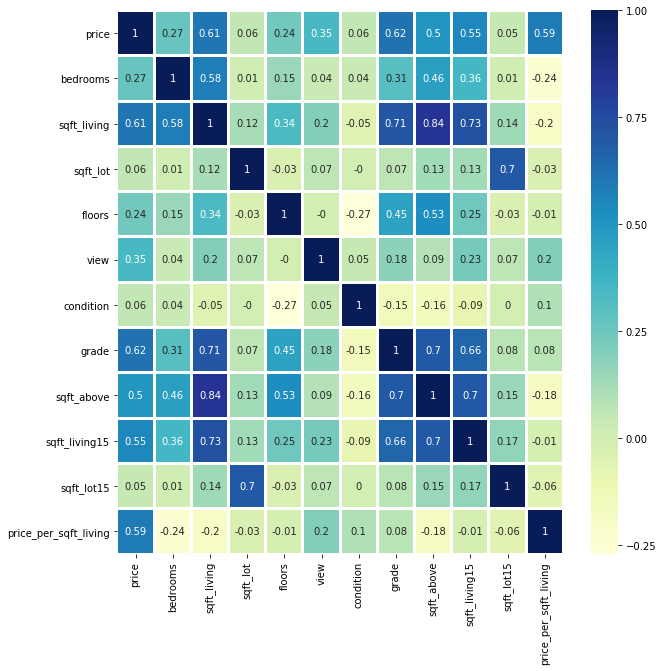 price 1 0.27 0.61 0.06 0.24 0.35 0.06 0.62 0.5 0.55 0.05 0.59
bedrooms 0.27 1 0.58 0.01 0.15 0.04 0.04 0.31 0.46 0.36 0.01 -0.24
sqft_living 0.61 0.58 1 0.12 0.34 0.2 -0.05 0.71 0.84 0.73 0.14 -0.2
sqft_lot 0.06 0.01 0.12 1 -0.03 0.07 -0 0.07 0.13 0.13 0.7 -0.03
floors 0.24 0.15 0.34 -0.03 1 -0 -0.27 0.45 0.53 0.25 -0.03 -0.01
view 0.35 0.04 0.2 0.07 -0 1 0.05 0.18 0.09 0.23 0.07 0.2
condition 0.06 0.04 -0.05 -0 -0.27 0.05 1 -0.15 -0.16 -0.09 0 0.1
grade 0.62 0.31 0.71 0.07 0.45 0.18 -0.15 1 0.7 0.66 0.08 0.08
sqft_above 0.5 0.46 0.84 0.13 0.53 0.09 -0.16 0.7 1 0.7 0.15 -0.18
sqft_living15 0.55 0.36 0.73 0.13 0.25 0.23 -0.09 0.66 0.7 1 0.17 -0.01
sqft_lot15 0.05 0.01 0.14 0.7 -0.03 0.07 0 0.08 0.15 0.17 1 -0.06
price_per_sqft_living 0.59 -0.24 -0.2 -0.03 -0.01 0.2 0.1 0.08 -0.18 -0.01 -0.06 1
price bedrooms sqft_living sqft_lot floors view condition grade sqft_above sqft_living15 sqft_lot15 price_per_sqft_living
1.00
0.75
0.50
0.25
0.00
-0.25